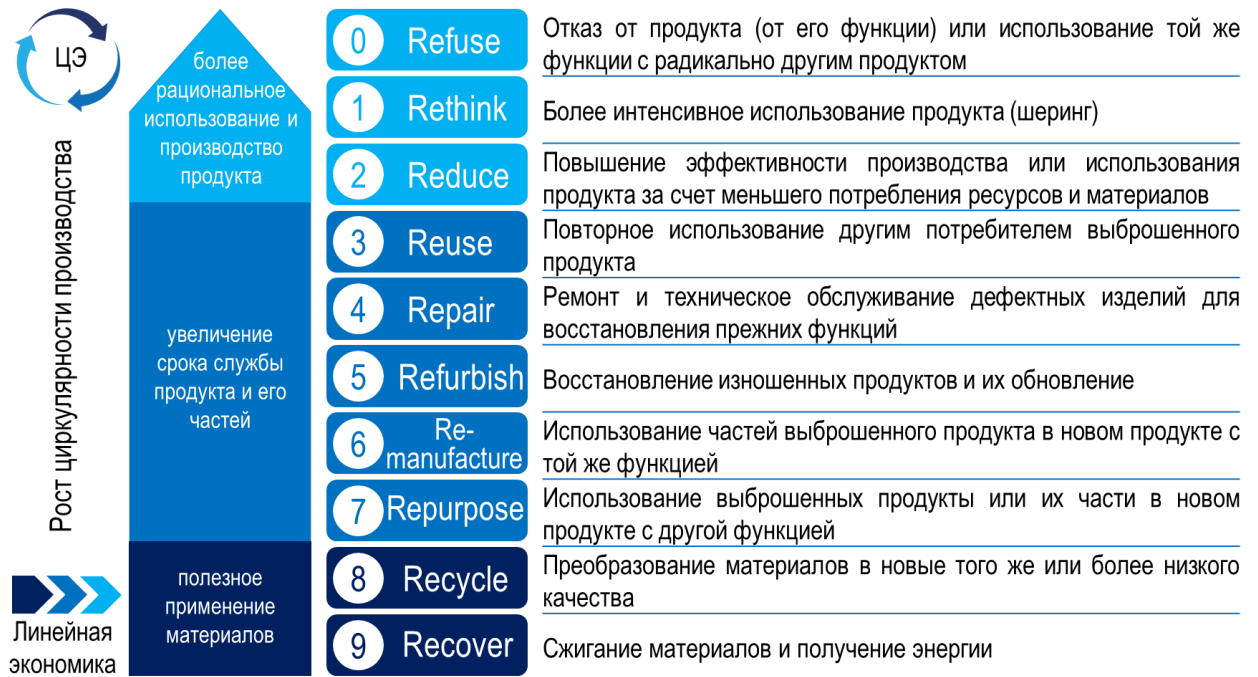 ЦЭ
Рост циркулярности производства
Линейная
экономика
более
рациональное
использование и
производство
продукта
увеличение
срока службы
продукта и его
частей
полезное
применение
материалов
0 Refuse
Отказ от продукта (от его функции) или использование той же
функции с радикально другим продуктом
1 Rethink
Более интенсивное использование продукта (шеринг)
2 Reduce
Повышение эффективности производства или использования
продукта за счет меньшего потребления ресурсов и материалов
3 Reuse
Повторное использование другим потребителем выброшенного
продукта
4 Repair
Ремонт и техническое обслуживание дефектных изделий для
восстановления прежних функций
5 Refurbish
Восстановление изношенных продуктов и их обновление
6 Re-
manufacture
Использование частей выброшенного продукта в новом продукте с
той же функцией
7 Repurpose
Использование выброшенных продукты или их части в новом
продукте с другой функцией
8 Recycle
Преобразование материалов в новые того же или более низкого
качества
9 Recover
Сжигание материалов и получение энергии